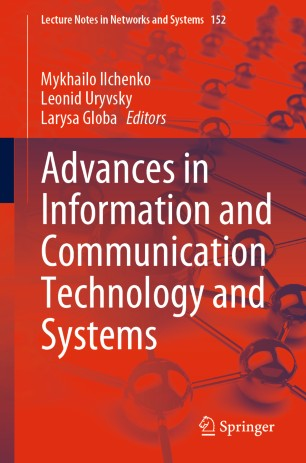 Lecture Notes in Networks and Systems 152
Mykhailo Ilchenko
Leonid Uryvsky
Larysa Globa Editors
Advances in
Information and
Communication
Technology and
Systems
Springer